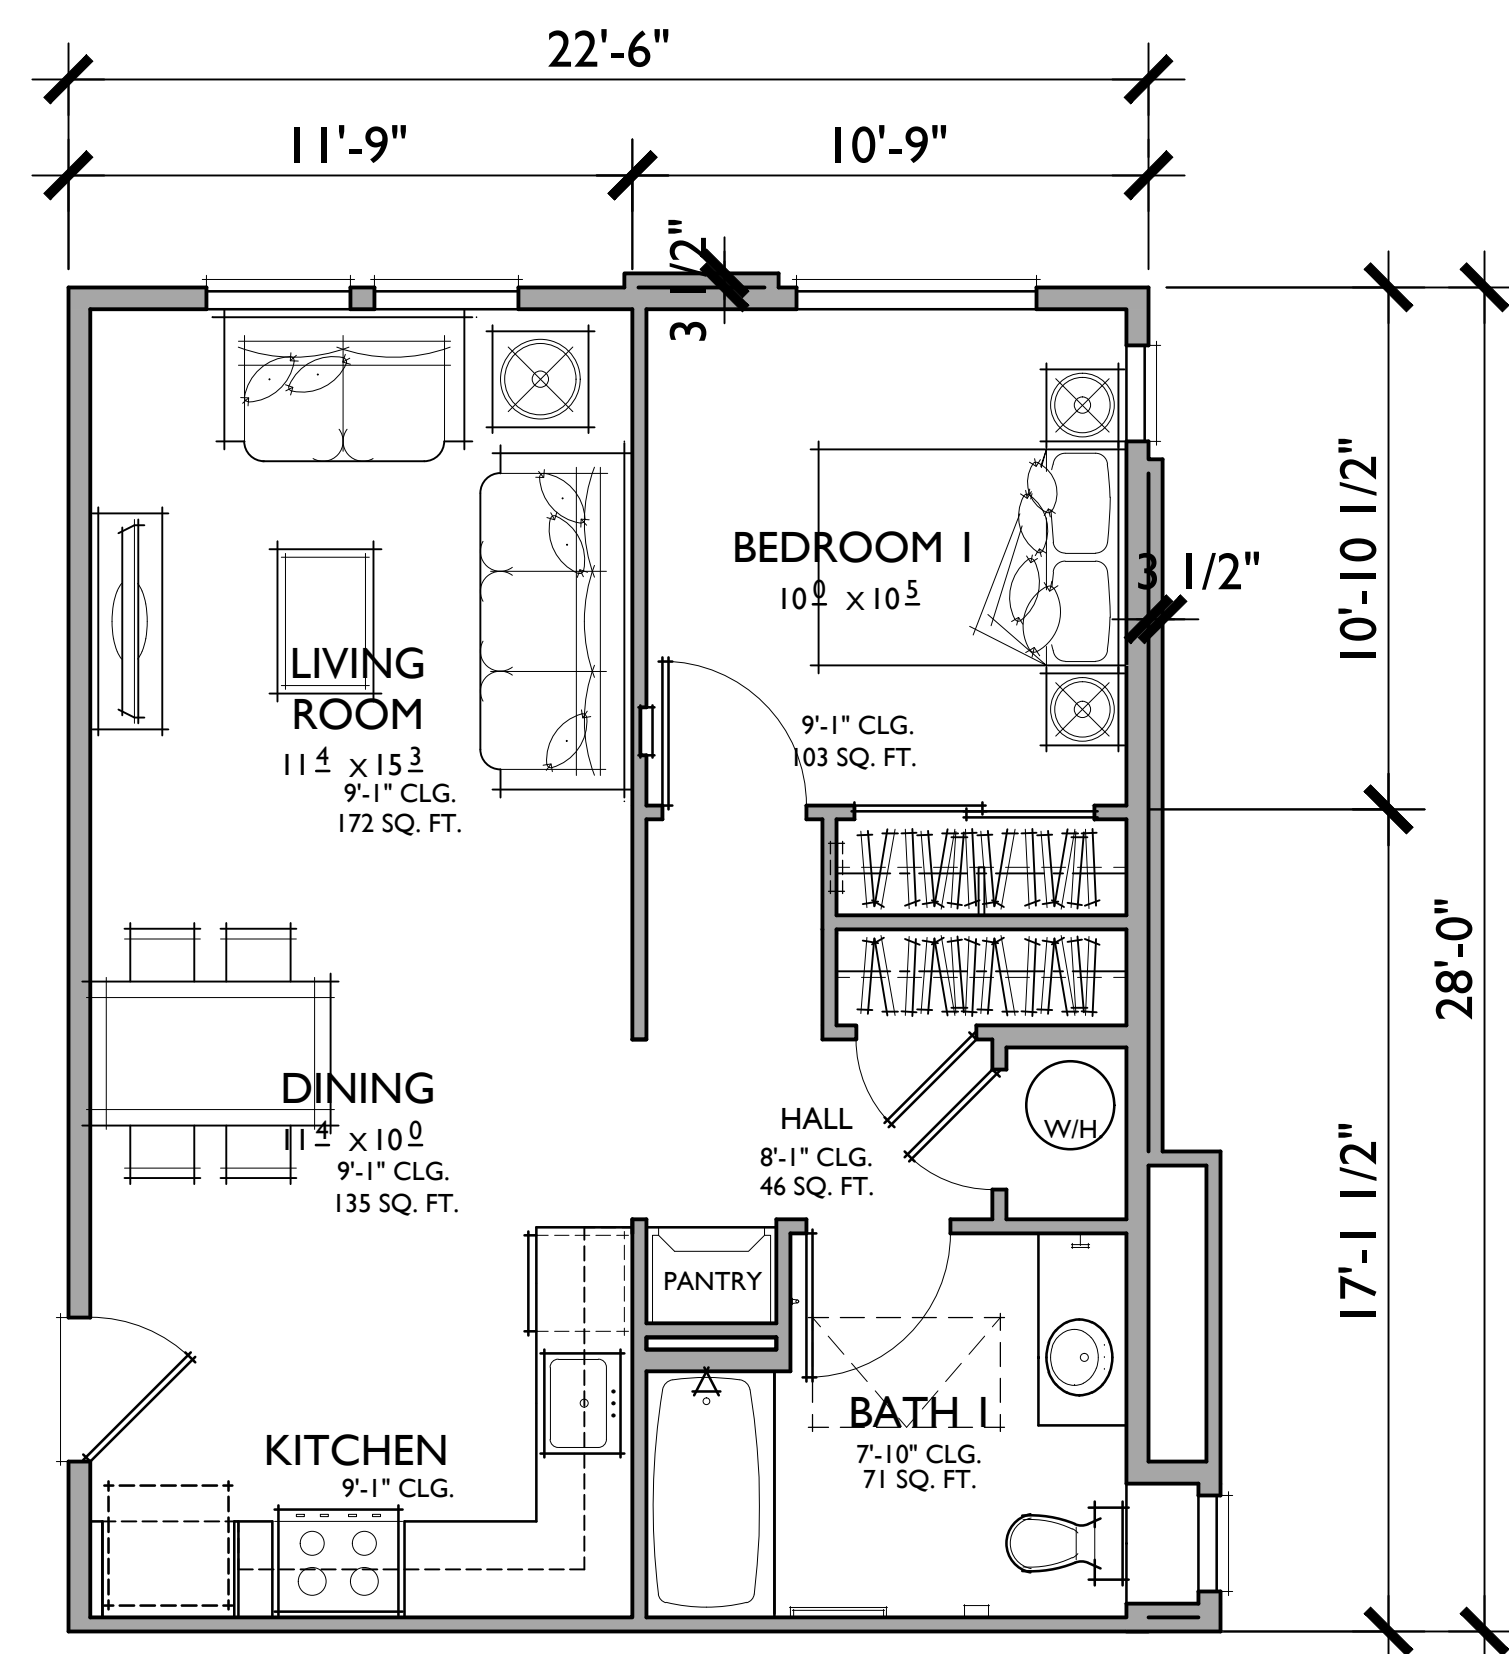 22'-6"
11'-9"
10'-9"
3 1/2"
BEDROOM 1
10 0 x 10 5
9'-1" CLG.
103 SQ. FT.
3 1/2"
10'-10 1/2"
LIVING
ROOM
11 4 x 15 3
9'-1" CLG.
172 SQ. FT.
28'-0"
DINING
11 4 x 10 0
9'-1" CLG.
135 SQ. FT.
HALL
8'-1" CLG.
46 SQ. FT.
W/H
17'-1 1/2"
PANTRY
KITCHEN
9'-1" CLG.
BATH 1
7'-10" CLG.
71 SQ. FT.